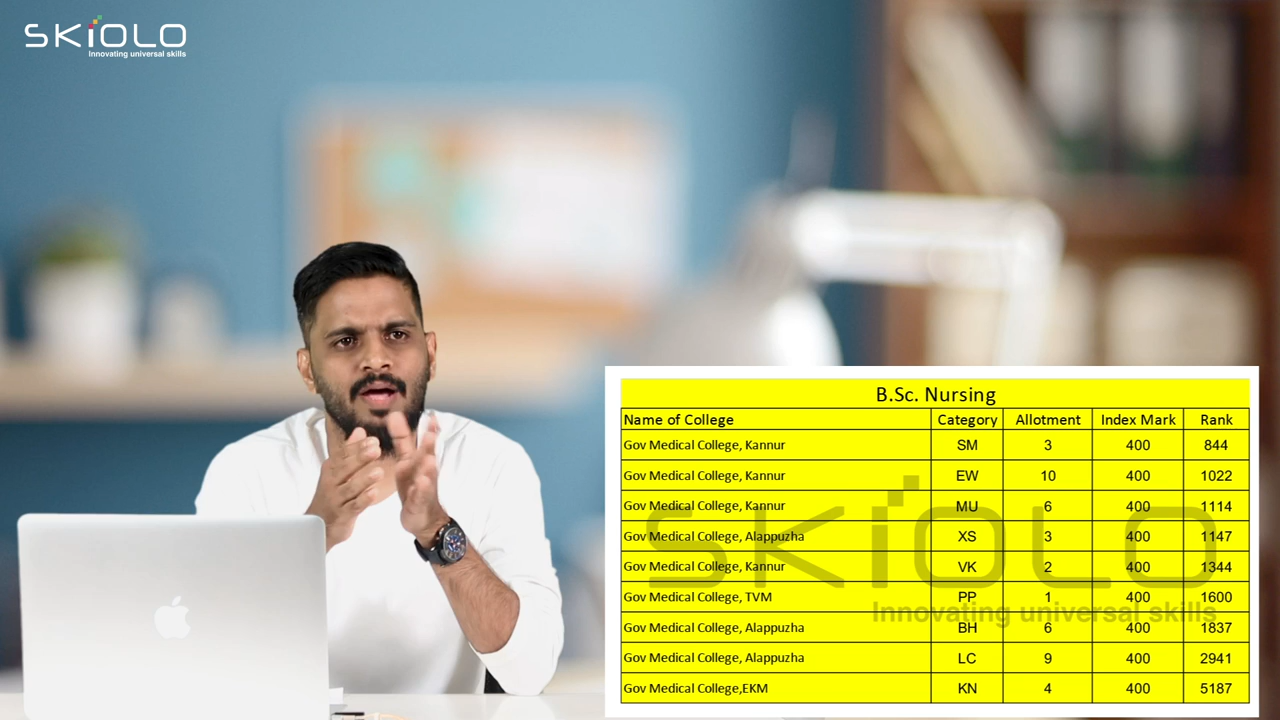 SKiOLO
Innovating universal skills
B.Sc. Nursing
Name of College Category Allotment Index Mark Rank
Gov Medical College, Kannur SM 3 400 844
Gov Medical College, Kannur EW 10 400 1022
Gov Medical College, Kannur MU 6 400 1114
Gov Medical College, Alappuzha XS 3 400 1147
Gov Medical College, Kannur VK 2 400 1344
Gov Medical College, TVM PP 1 400 1600
Gov Medical College, Alappuzha BH 6 400 1837
Gov Medical College, Alappuzha LC 9 400 2941
Gov Medical College,EKM KN 4 400 5187
SKiOLO
Innovating universal skills